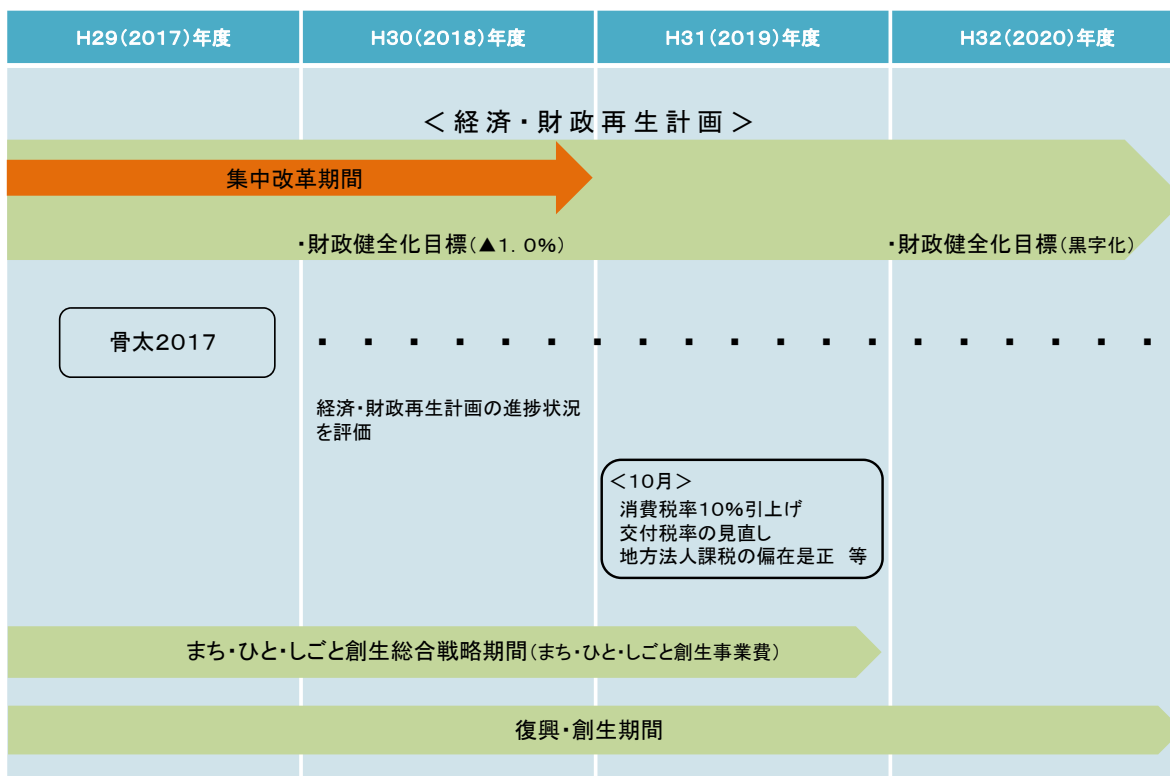 H29(2017)年度
H30(2018)年度
H31(2019)年度
H32(2020)年度
＜経済・財政再生計画＞
集中改革期間
・財政健全化目標(▲1.0%)
・財政健全化目標(黒字化)
骨太2017
経済・財政再生計画の進捗状況
を評価
＜10月＞
消費税率10%引上げ
交付税率の見直し
地方法人課税の偏在是正　等
まち・ひと・しごと創生総合戦略期間(まち・ひと・しごと創生事業費)
復興・創生期間